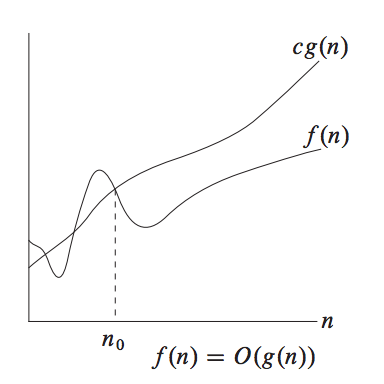 cg(n)
f(n)
n
n₀
f(n) = O(g(n))